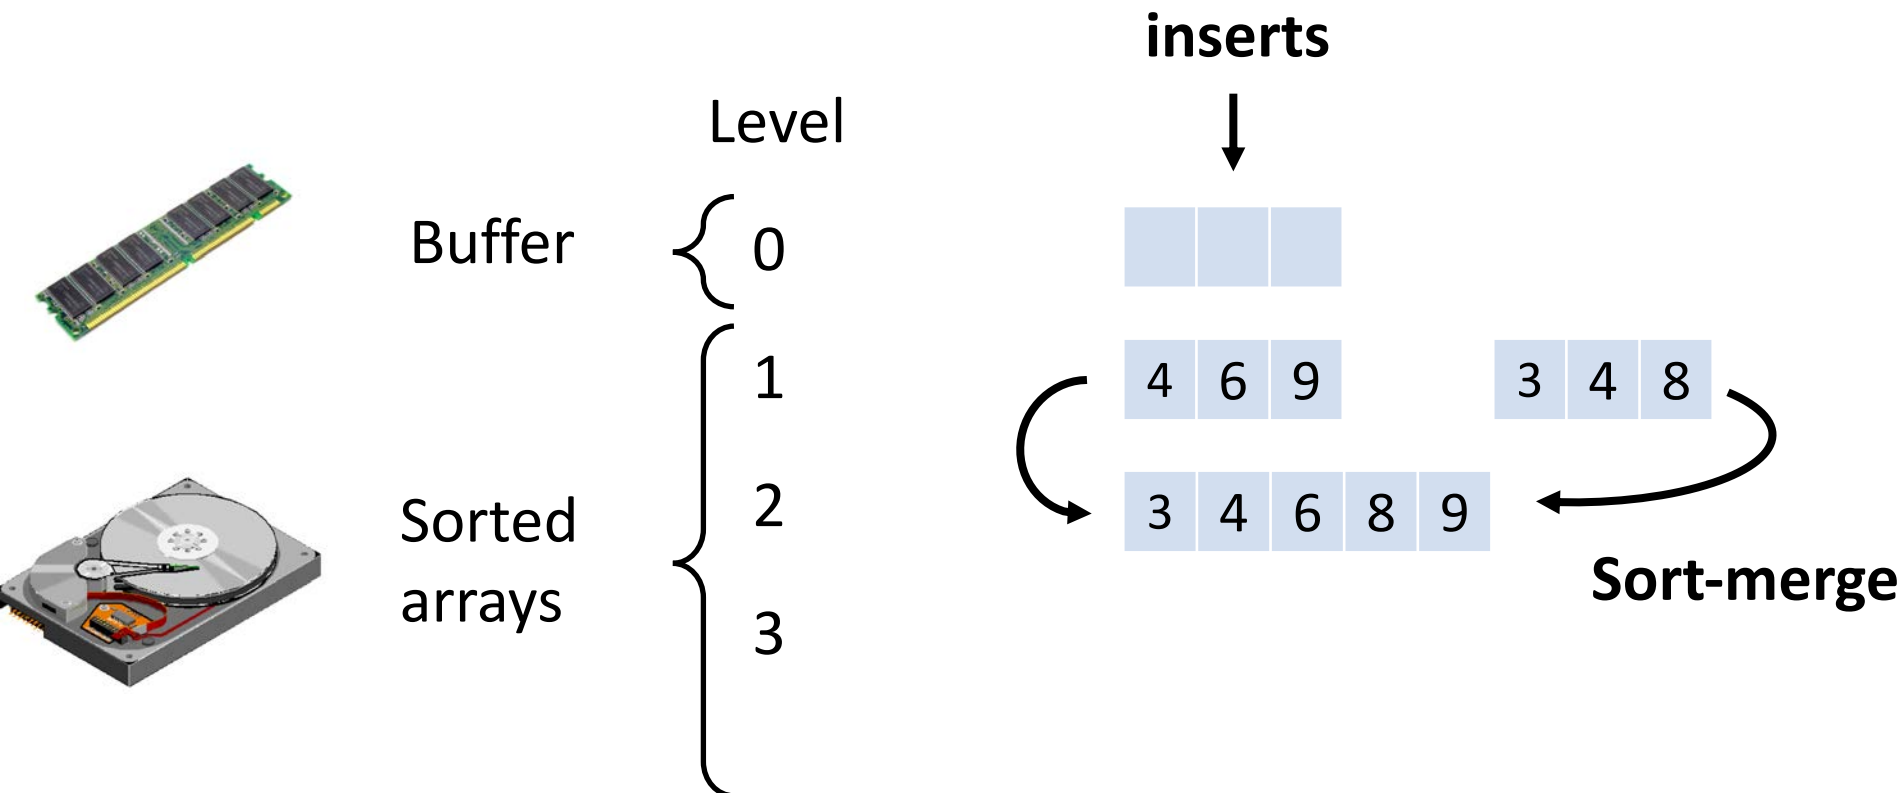 inserts
Level
Buffer
0
1
4 6 9
3 4 8
Sorted
arrays
2
3 4 6 8 9
Sort-merge
3